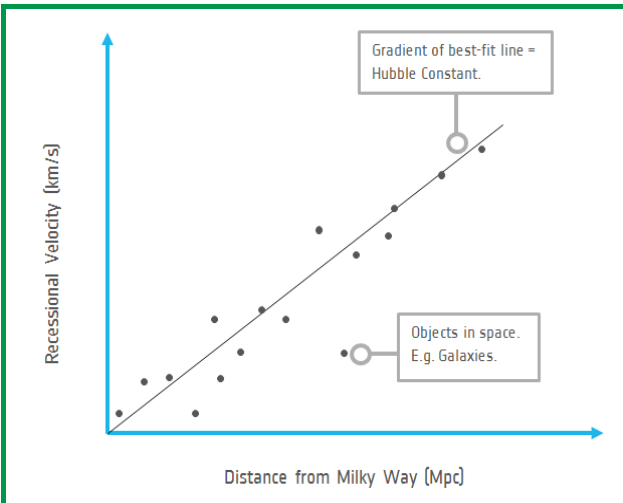 Gradient of best-fit line =
Hubble Constant.
Recessional Velocity (km/s)
Objects in space.
E.g. Galaxies.
Distance from Milky Way (Mpc)